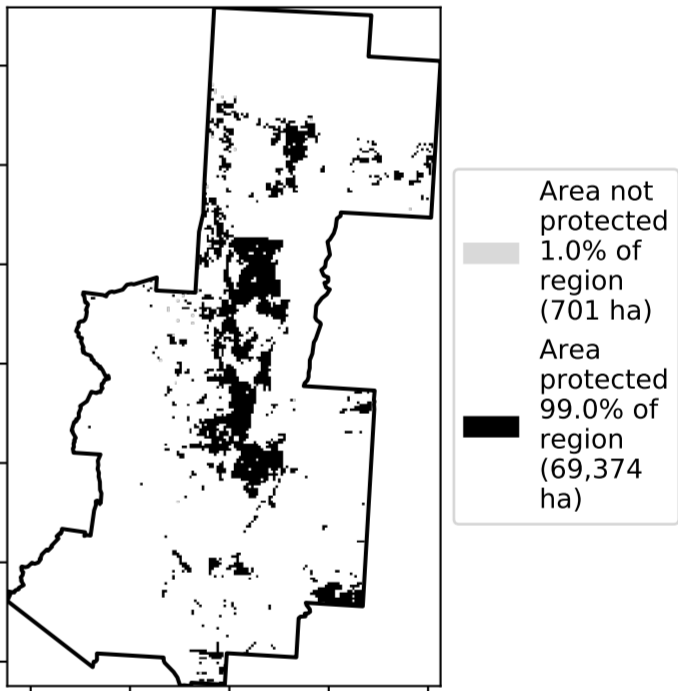 Area not
protected
1.0% of
region
(701 ha)
Area
protected
99.0% of
region
(69,374
ha)